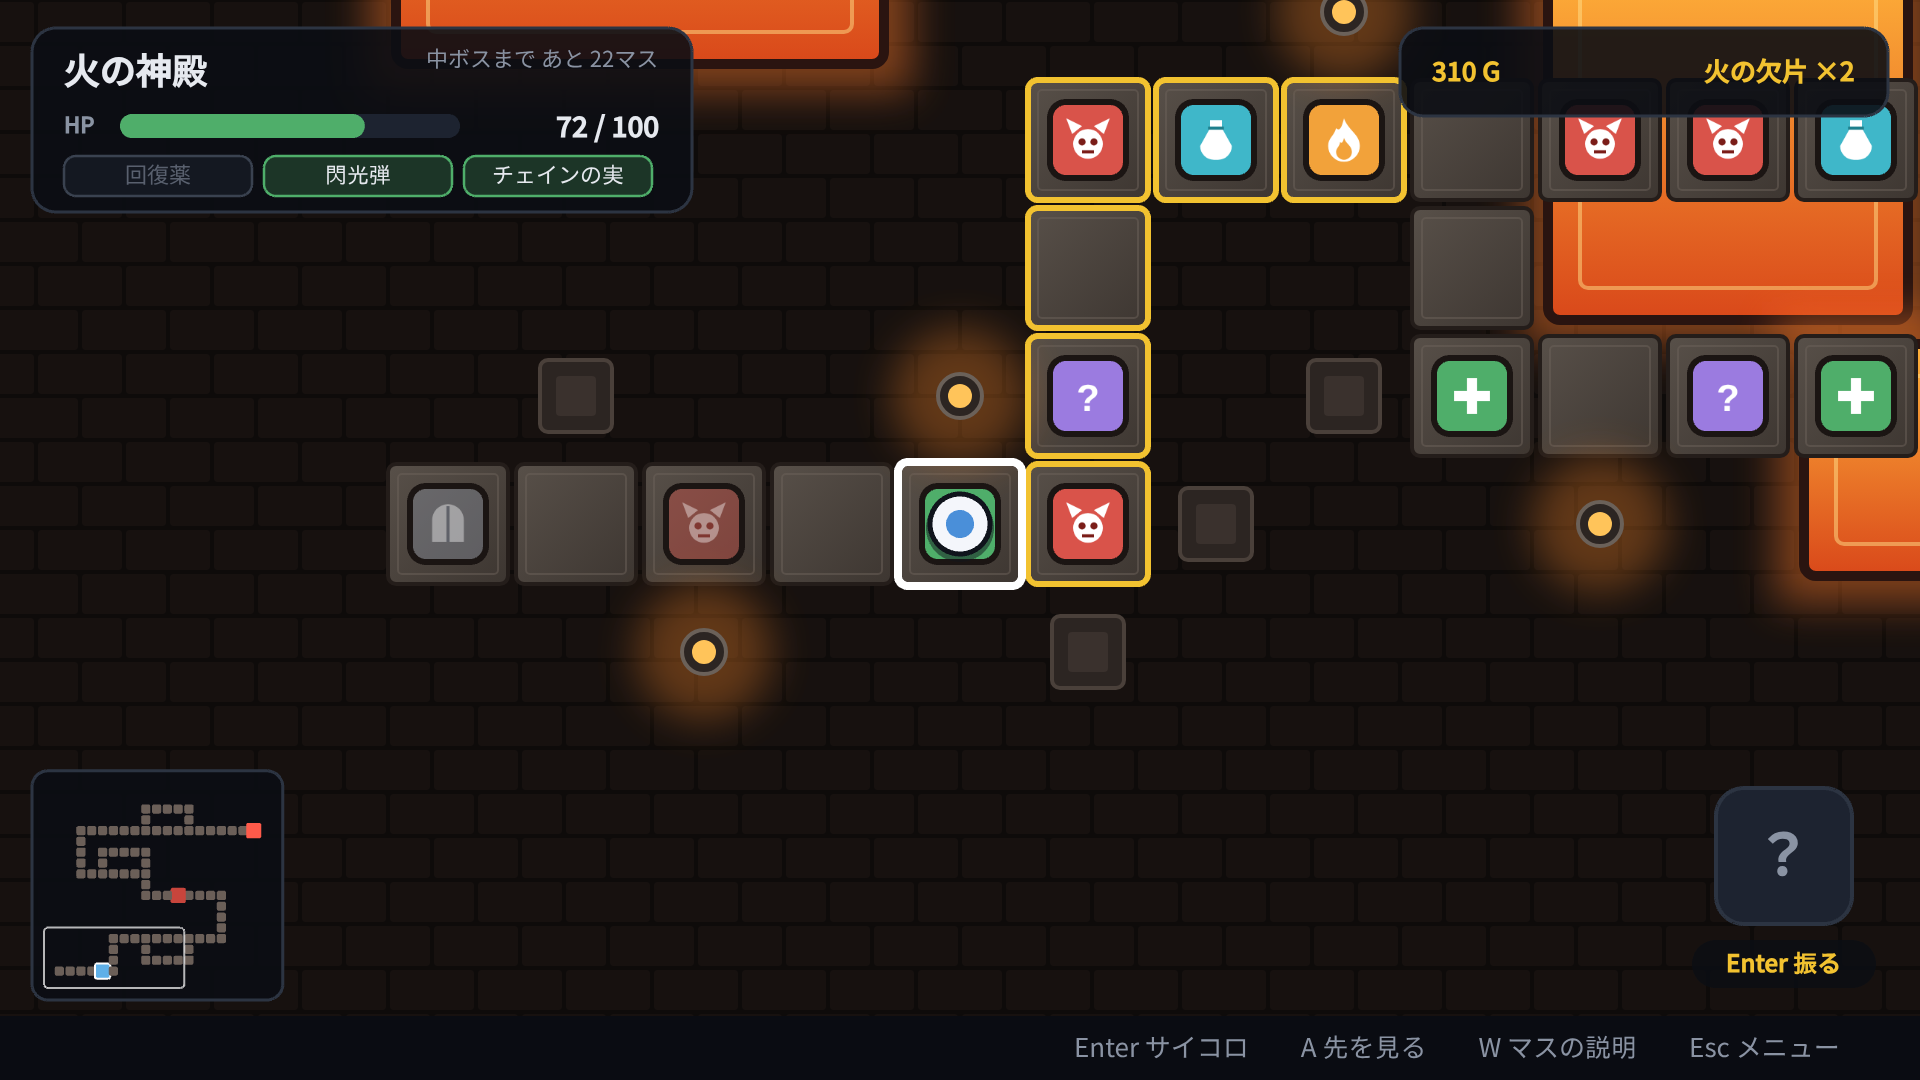 火の神殿
中ボスまで あと 22マス
HP
72 / 100
回復薬
閃光弾
チェインの実
310 G
火の欠片 ×2
?
?
?
Enter 振る
Enter サイコロ
A 先を見る
W マスの説明
Esc メニュー